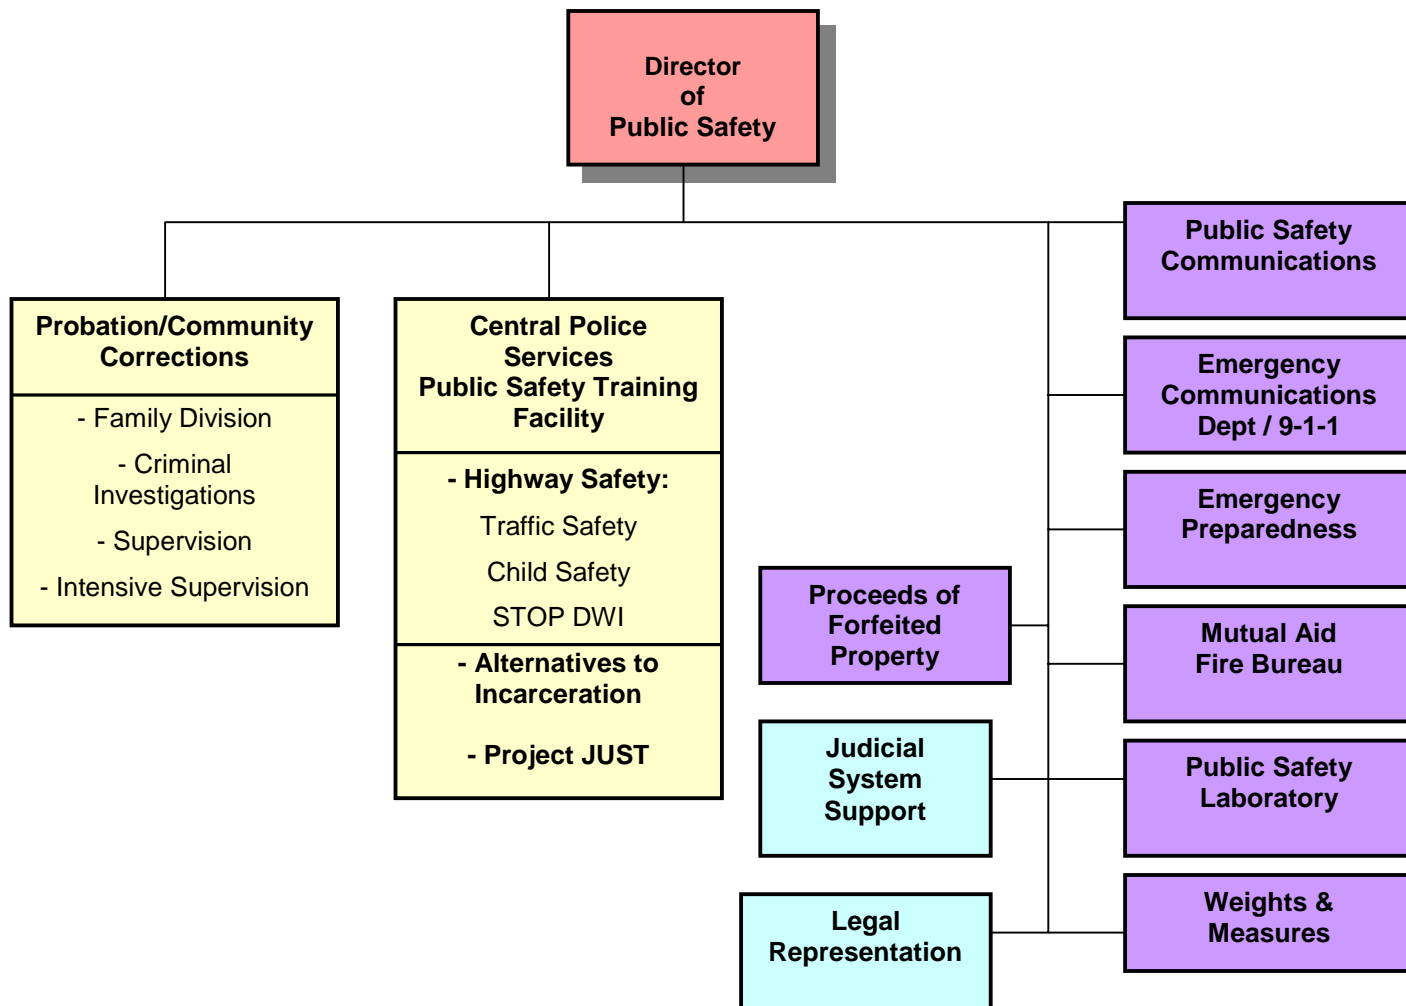 Director
of
Public Safety
Probation/Community
Corrections
- Family Division
- Criminal
Investigations
- Supervision
- Intensive Supervision
Central Police
Services
Public Safety Training
Facility
- Highway Safety:
Traffic Safety
Child Safety
STOP DWI
- Alternatives to
Incarceration
- Project JUST
Proceeds of
Forfeited
Property
Judicial
System
Support
Legal
Representation
Public Safety
Communications
Emergency
Communications
Dept / 9-1-1
Emergency
Preparedness
Mutual Aid
Fire Bureau
Public Safety
Laboratory
Weights &
Measures